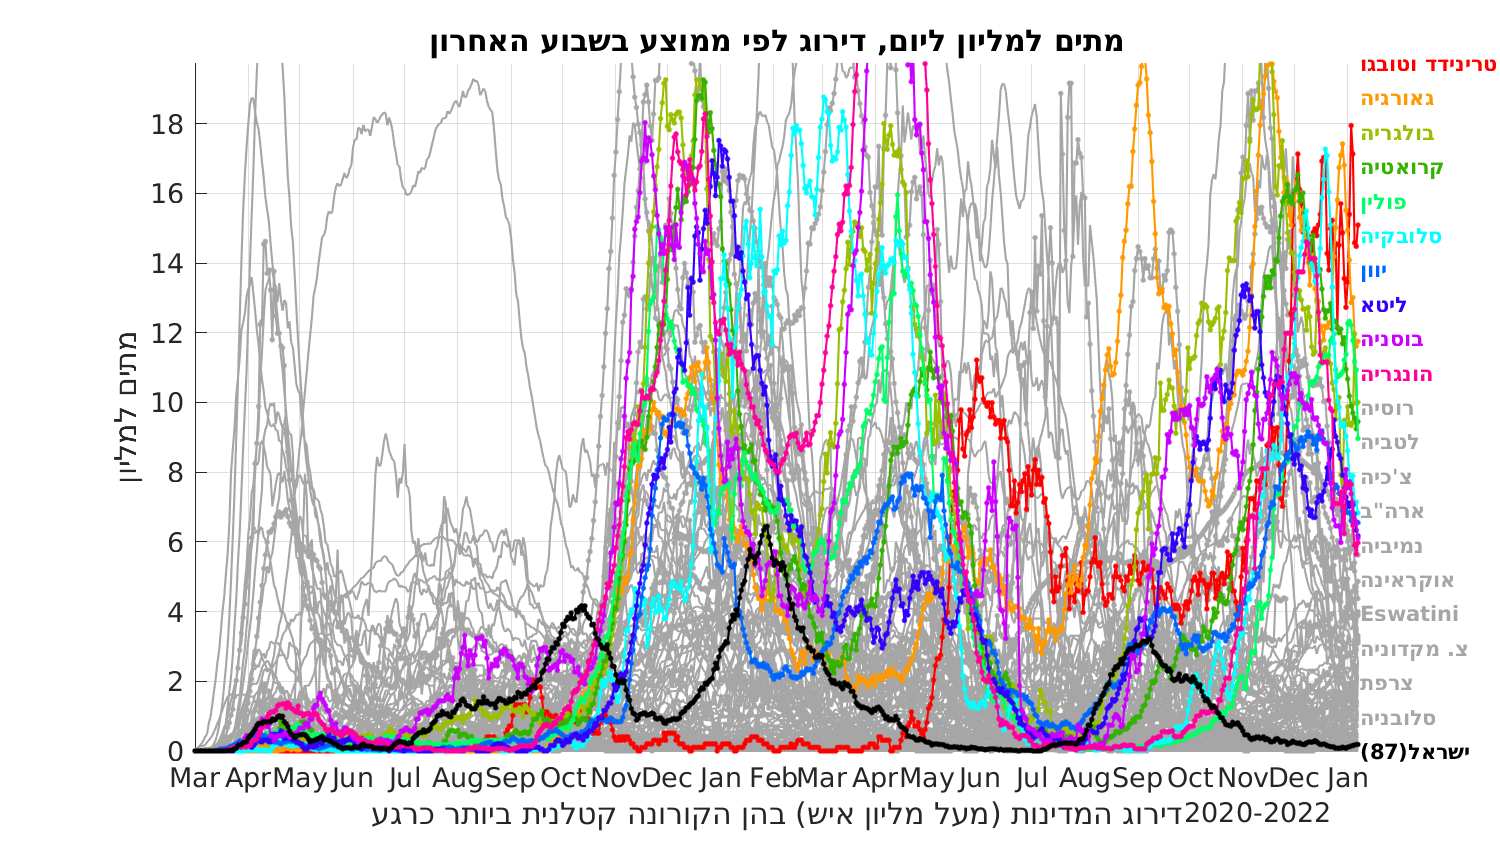 מתים למליון ליום, דירוג לפי ממוצע בשבוע האחרון
מתים למליון
18
16
14
12
10
8
6
4
2
0
Mar Apr May Jun Jul Aug Sep Oct Nov Dec Jan Feb Mar Apr May Jun Jul Aug Sep Oct Nov Dec Jan
דירוג המדינות (מעל מליון איש) בהן הקורונה קטלנית ביותר כרגע 2020-2022
טרינידד וטובגו
גאורגיה
בולגריה
קרואטיה
פולין
סלובקיה
יוון
ליטא
בוסניה
הונגריה
רוסיה
לטביה
צ'כיה
ארה"ב
נמיביה
אוקראינה
Eswatini
צ. מקדוניה
צרפת
סלובניה
ישראל(87)